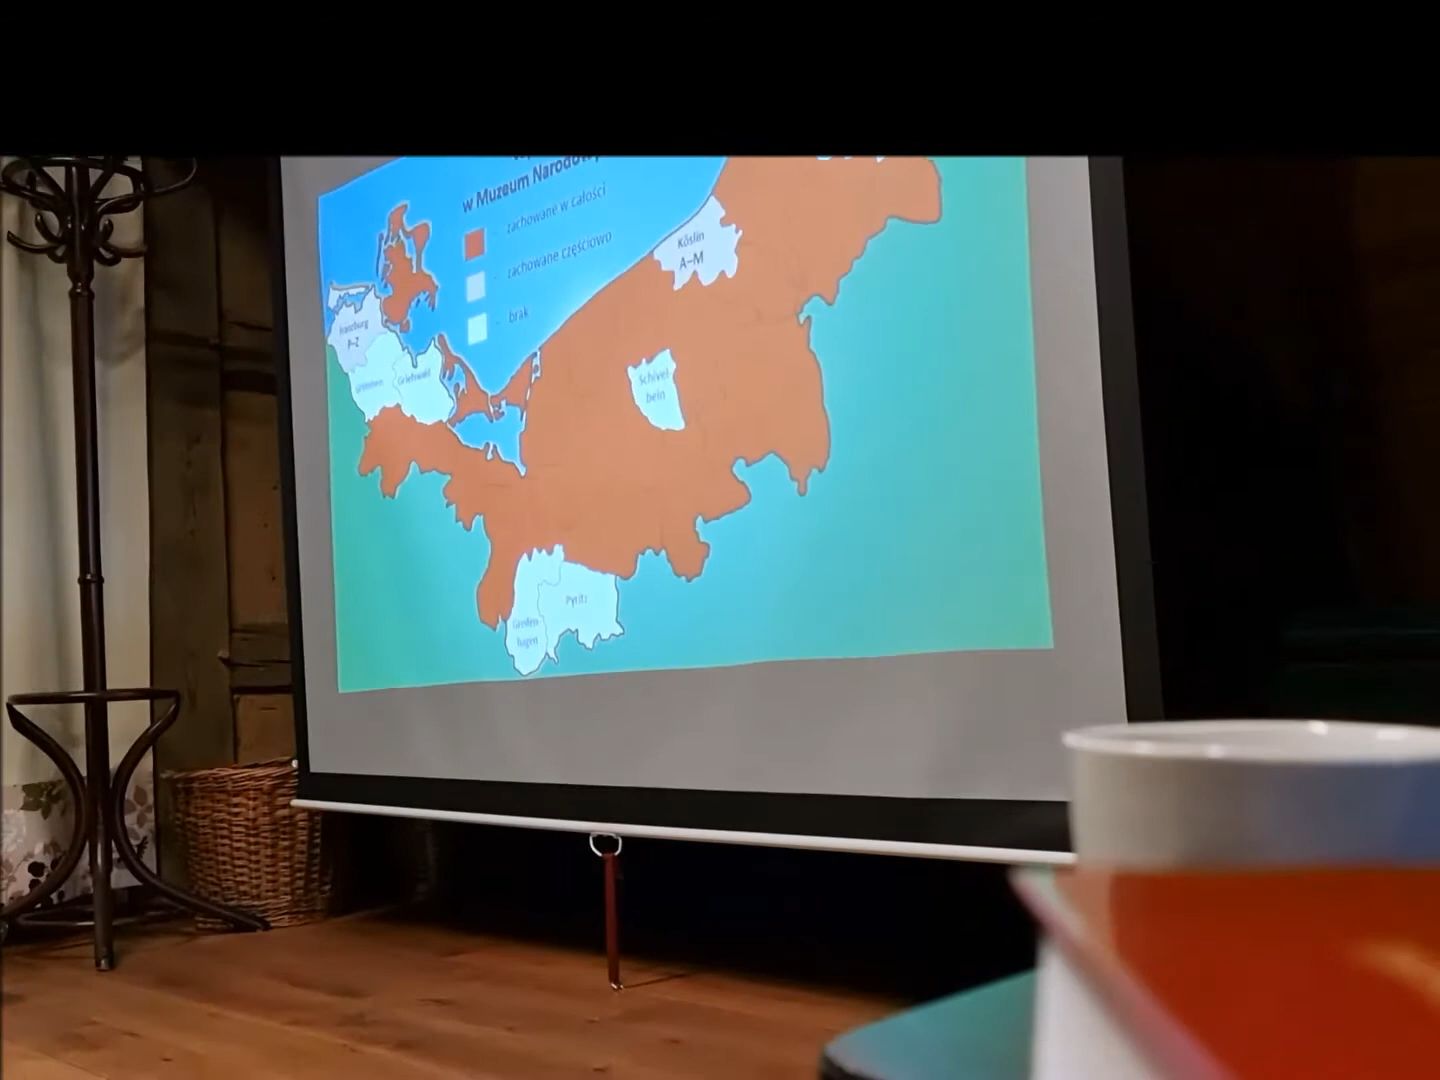 w Muzeum Narodow
- zachowane w całości
- zachowane częściowo
- brak
Köslin
A–M
Franzburg
P–Z
Grimmen
Greifswald
Schivel-
bein
Pyritz
Greifen-
hagen